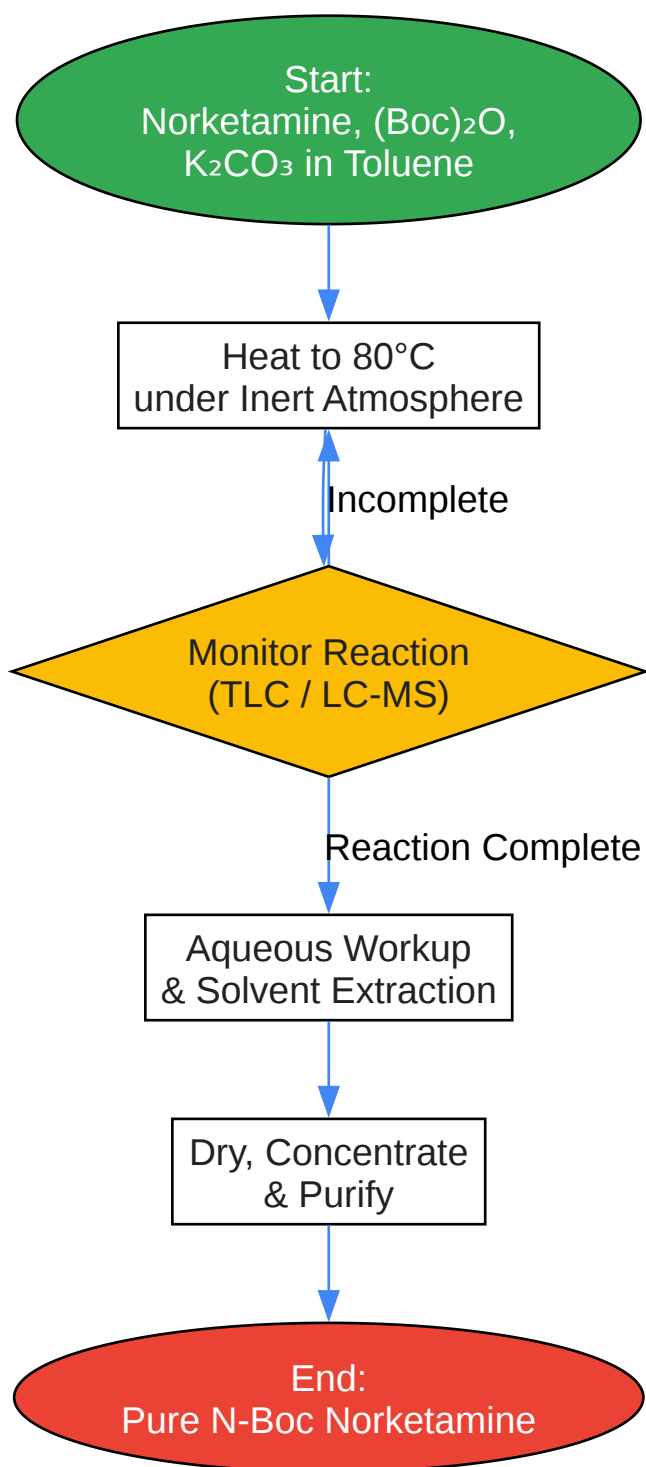 Start:
Norketamine, (Boc)₂O,
K₂CO₃ in Toluene
Heat to 80°C
under Inert Atmosphere
Incomplete
Monitor Reaction
(TLC / LC-MS)
Reaction Complete
Aqueous Workup
& Solvent Extraction
Dry, Concentrate
& Purify
End:
Pure N-Boc Norketamine